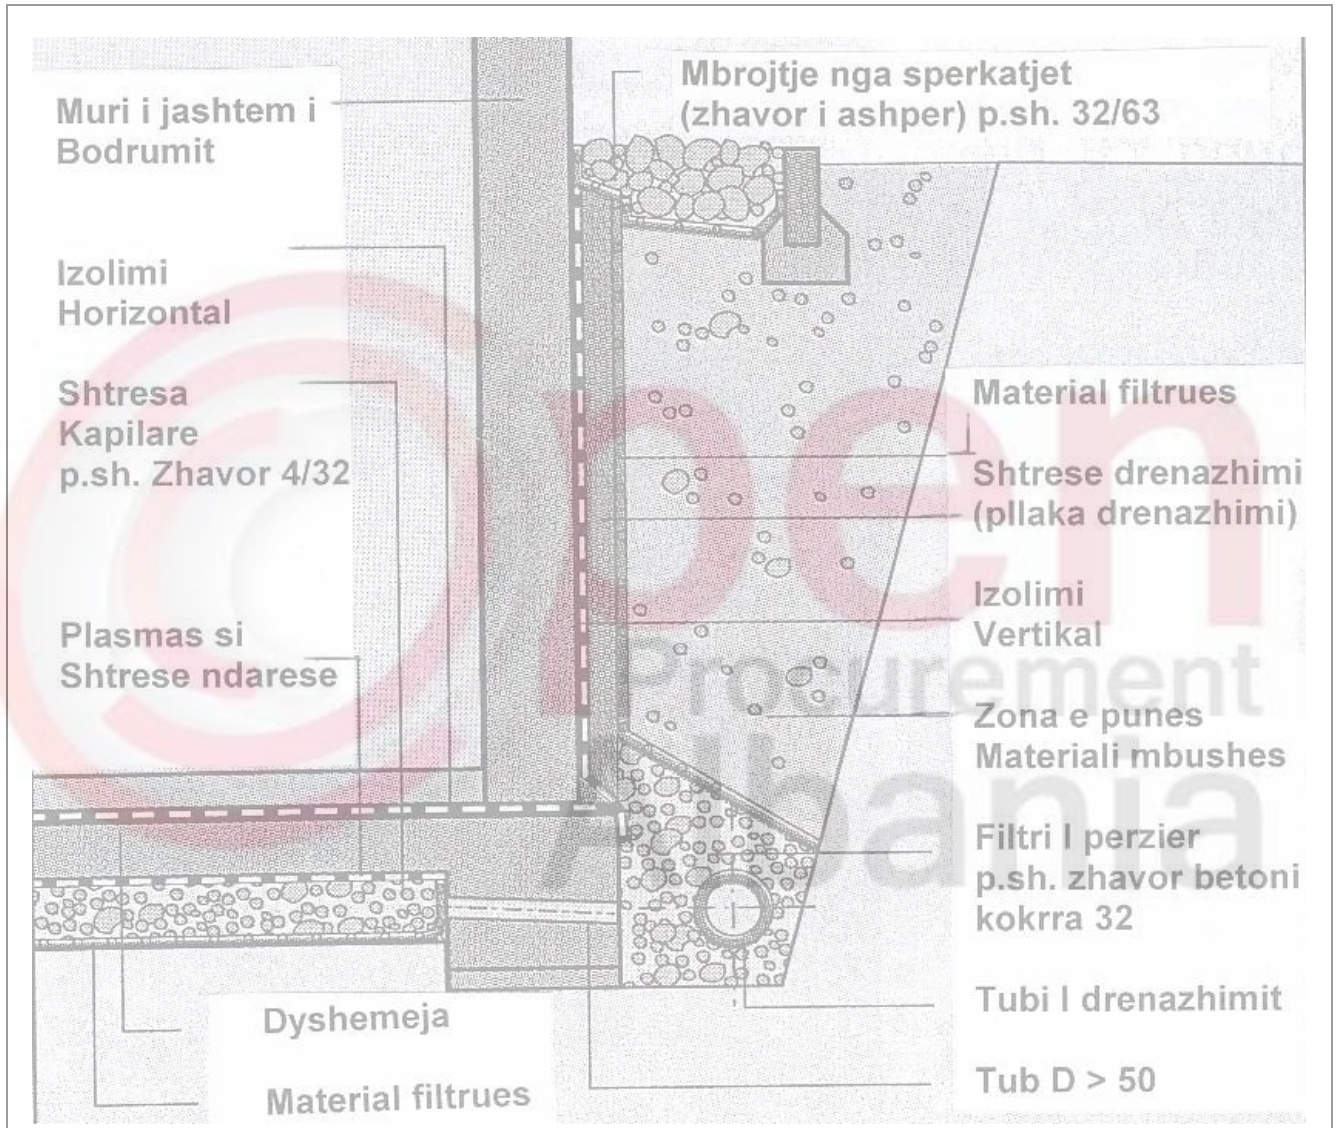 Mbrojtje nga sperkatjet
(zhavor i ashper) p.sh. 32/63
Muri i jashtem i
Bodrumit
Izolimi
Horizontal
Shtresa
Kapilare
p.sh. Zhavor 4/32
Plasmas si
Shtrese ndarese
Material filtrues
Shtrese drenazhimi
(pllaka drenazhimi)
Izolimi
Vertikal
Zona e punes
Materiali mbushes
Filtri I perzier
p.sh. zhavor betoni
kokrra 32
Tubi I drenazhimit
Tub D > 50
Dyshemeja
Material filtrues
Open
Procurement
Albania